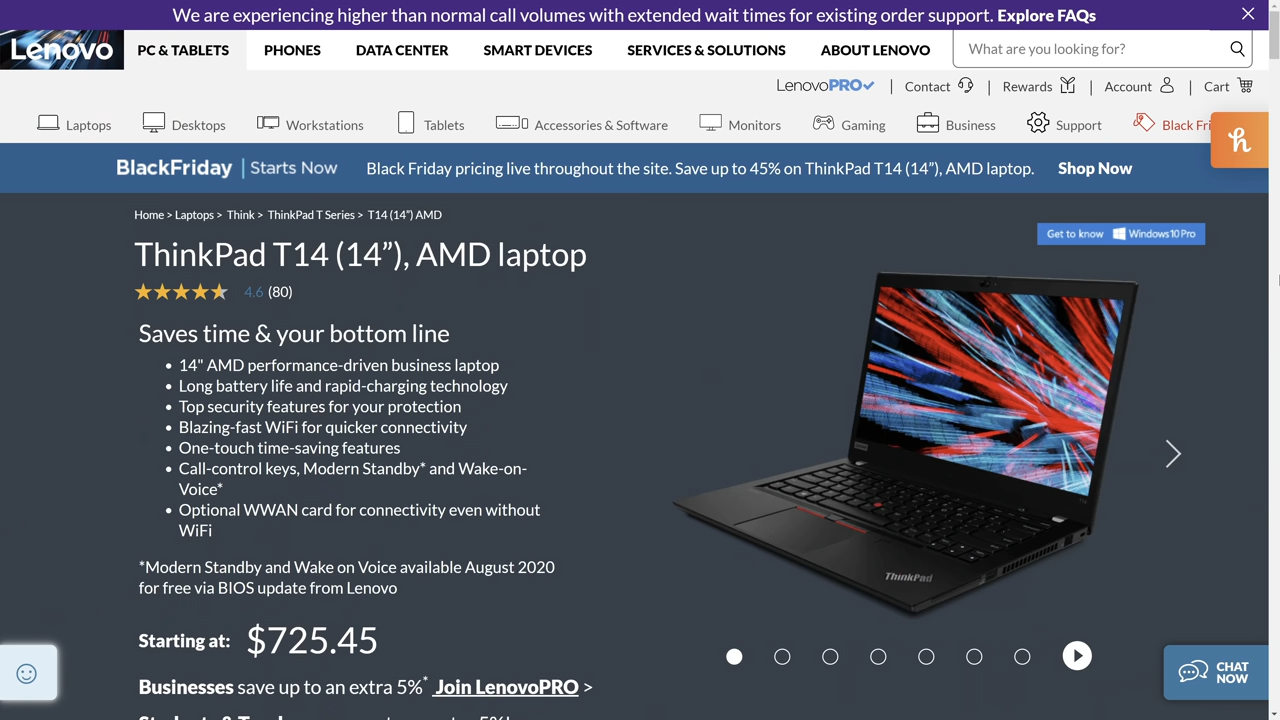 We are experiencing higher than normal call volumes with extended wait times for existing order support. Explore FAQs
Lenovo
PC & TABLETS
PHONES
DATA CENTER
SMART DEVICES
SERVICES & SOLUTIONS
ABOUT LENOVO
What are you looking for?
LenovoPRO
Contact
Rewards
Account
Cart
Laptops
Desktops
Workstations
Tablets
Accessories & Software
Monitors
Gaming
Business
Support
Black Fri
h
BlackFriday | Starts Now
Black Friday pricing live throughout the site. Save up to 45% on ThinkPad T14 (14”), AMD laptop.
Shop Now
Home > Laptops > Think > ThinkPad T Series > T14 (14”) AMD
Get to know Windows 10 Pro
ThinkPad T14 (14”), AMD laptop
4.6 (80)
Saves time & your bottom line
• 14" AMD performance-driven business laptop
• Long battery life and rapid-charging technology
• Top security features for your protection
• Blazing-fast WiFi for quicker connectivity
• One-touch time-saving features
• Call-control keys, Modern Standby* and Wake-on-
Voice*
• Optional WWAN card for connectivity even without
WiFi
*Modern Standby and Wake on Voice available August 2020
for free via BIOS update from Lenovo
ThinkPad
Starting at: $725.45
Businesses save up to an extra 5%* Join LenovoPRO >
CHAT
NOW